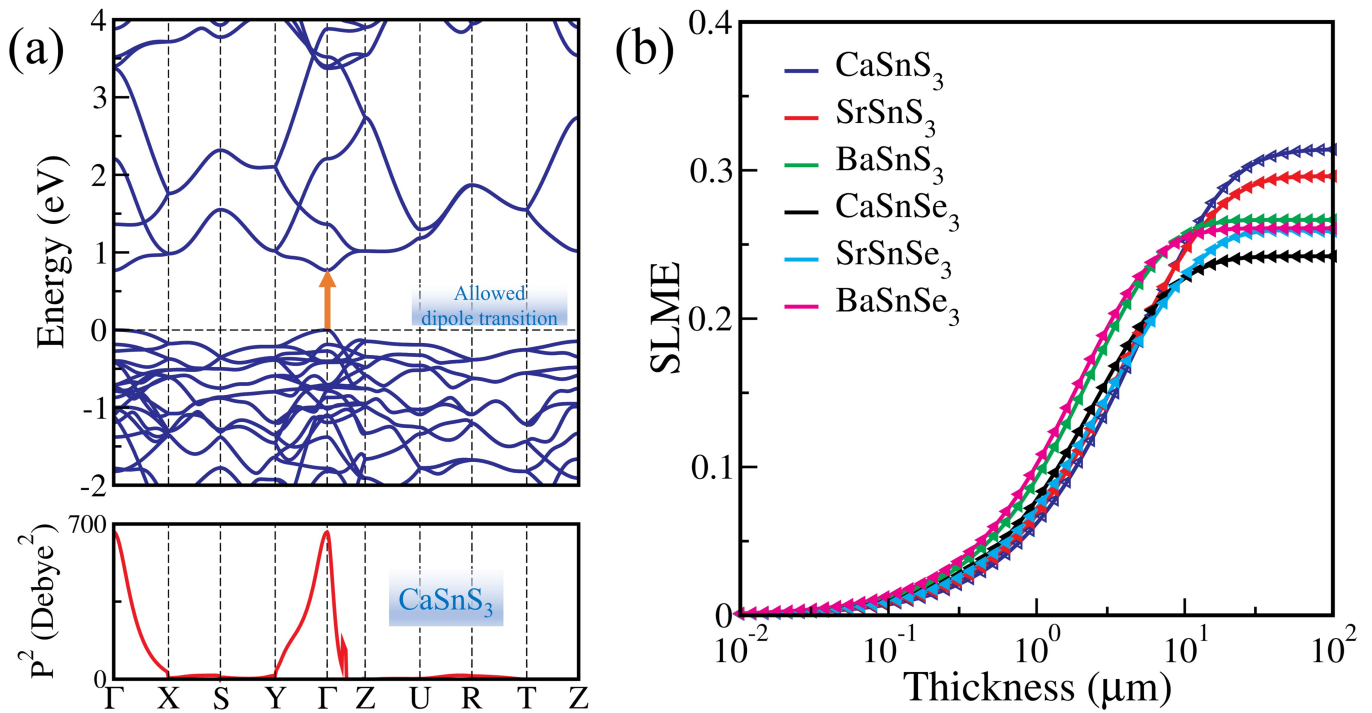 (a)
4
3
2
1
0
-1
-2
Energy (eV)
Allowed
dipole transition
700
0
P² (Debye²)
CaSnS₃
Γ X S Y Γ Z U R T Z
(b)
0.4
0.3
0.2
0.1
0
SLME
CaSnS₃
SrSnS₃
BaSnS₃
CaSnSe₃
SrSnSe₃
BaSnSe₃
10⁻² 10⁻¹ 10⁰ 10¹ 10²
Thickness (μm)